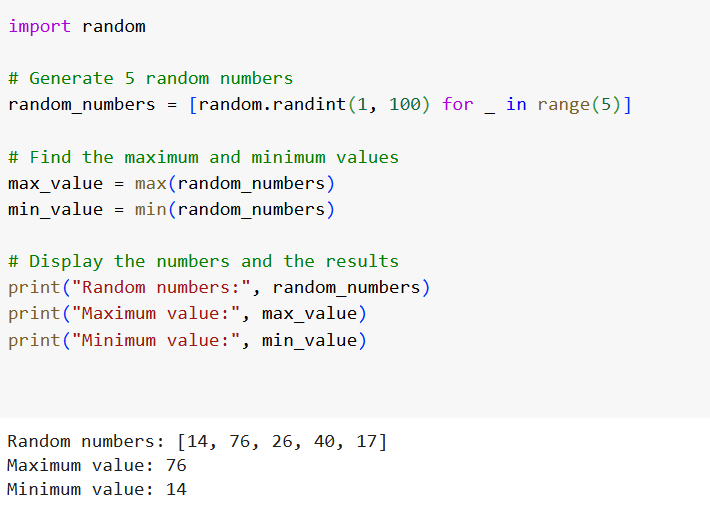 import random
# Generate 5 random numbers
random_numbers = [random.randint(1, 100) for _ in range(5)]
# Find the maximum and minimum values
max_value = max(random_numbers)
min_value = min(random_numbers)
# Display the numbers and the results
print("Random numbers:", random_numbers)
print("Maximum value:", max_value)
print("Minimum value:", min_value)
Random numbers: [14, 76, 26, 40, 17]
Maximum value: 76
Minimum value: 14